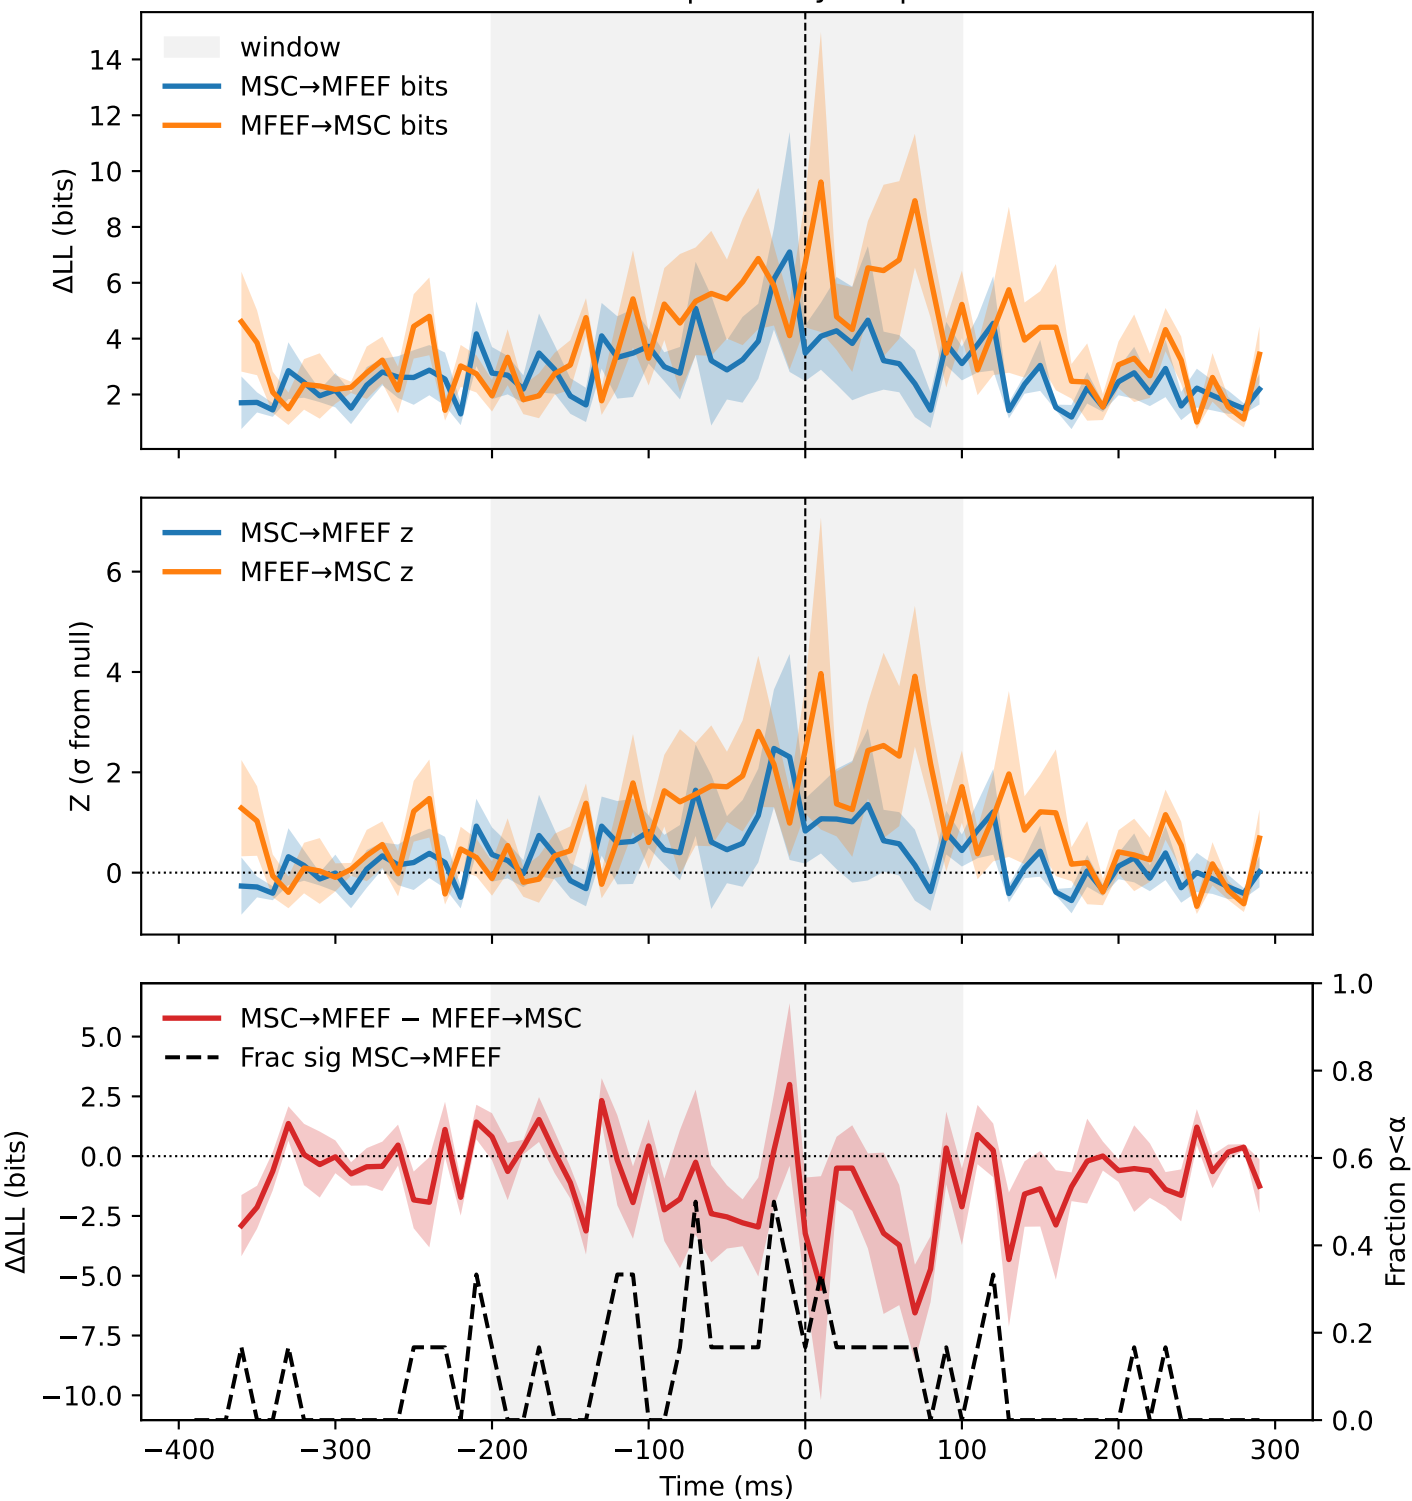 window
MSC→MFEF bits
MFEF→MSC bits
14
12
10
8
6
4
2
ΔLL (bits)
MSC→MFEF z
MFEF→MSC z
6
4
2
0
Z (σ from null)
MSC→MFEF − MFEF→MSC
Frac sig MSC→MFEF
5.0
2.5
0.0
−2.5
−5.0
−7.5
−10.0
ΔΔLL (bits)
1.0
0.8
0.6
0.4
0.2
0.0
Fraction p<α
−400 −300 −200 −100 0 100 200 300
Time (ms)